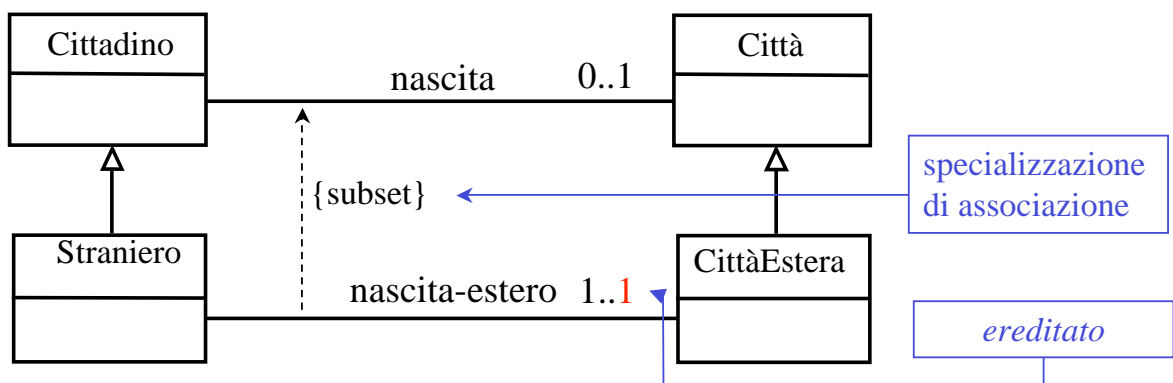 Cittadino
Città
nascita
0..1
{subset}
specializzazione
di associazione
Straniero
CittàEstera
nascita-estero
1..1
ereditato